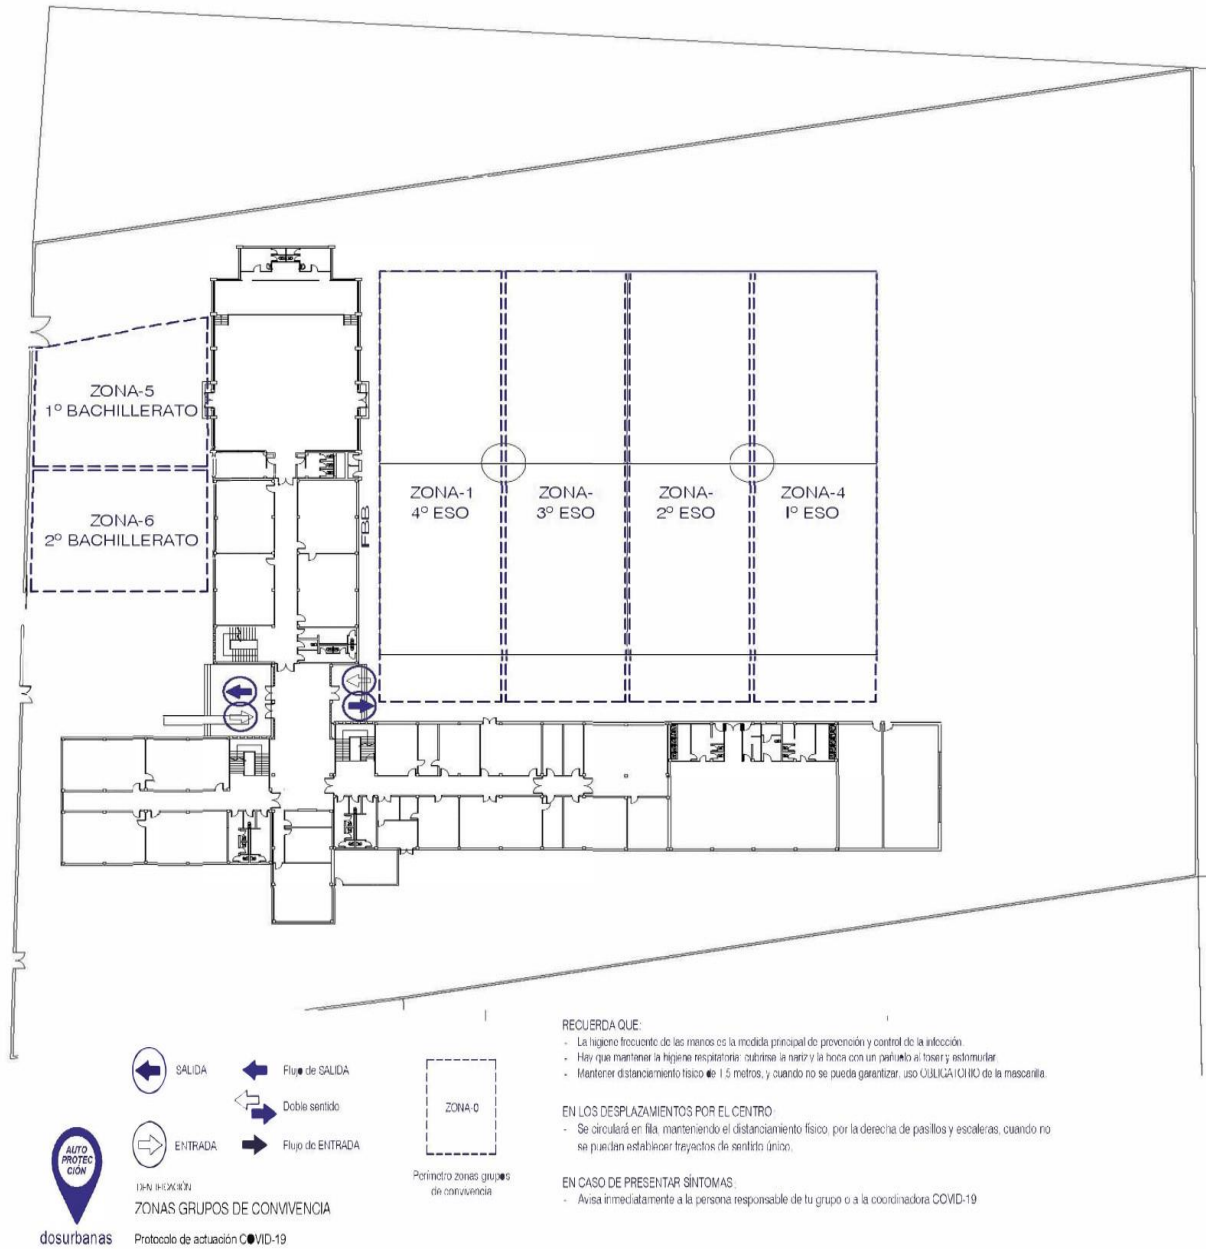 ZONA-5
1º BACHILLERATO
ZONA-6
2º BACHILLERATO
ZONA-1
4º ESO
ZONA-
3º ESO
ZONA-
2º ESO
ZONA-4
1º ESO
SALIDA
Flujo de SALIDA
Doble sentido
ENTRADA
Flujo de ENTRADA
ZONA-0
Perímetro zonas grupos
de convivencia
RECUERDA QUE:
- La higiene frecuente de las manos es la medida principal de prevención y control de la infección.
- Hay que mantener la higiene respiratoria: cubrirse la nariz y la boca con un pañuelo al toser y estornudar.
- Mantener distanciamiento físico de 1,5 metros, y cuando no se pueda garantizar, uso OBLIGATORIO de la mascarilla.
EN LOS DESPLAZAMIENTOS POR EL CENTRO
- Se circulará en fila, manteniendo el distanciamiento físico, por la derecha de pasillos y escaleras, cuando no
se puedan establecer trayectos de sentido único.
EN CASO DE PRESENTAR SÍNTOMAS:
- Avisa inmediatamente a la persona responsable de tu grupo o a la coordinadora COVID-19
AUTO
PROTEC
CIÓN
dosurbanas
IDENTIFICACIÓN
ZONAS GRUPOS DE CONVIVENCIA
Protocolo de actuación COVID-19